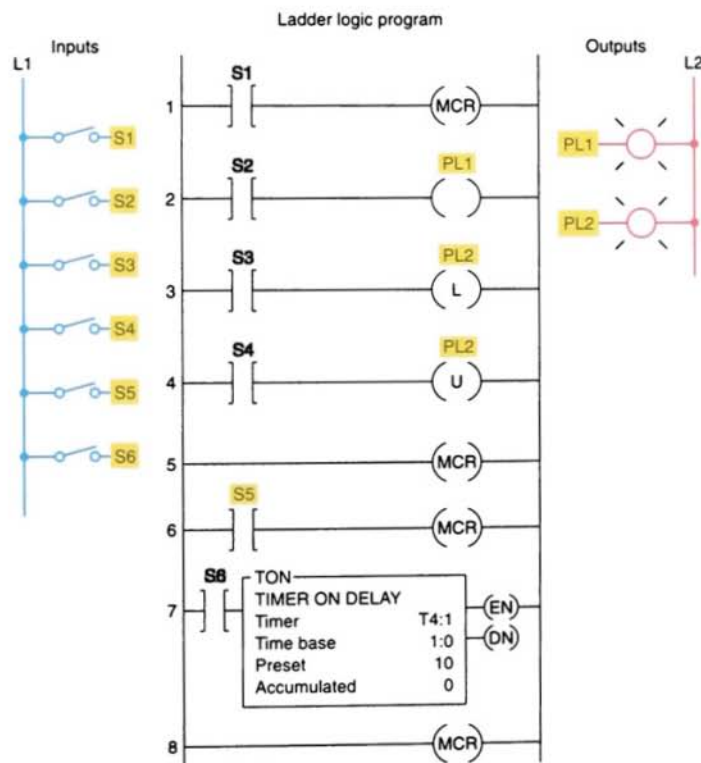 Ladder logic program
Inputs
Outputs
L1
L2
S1
S2
S3
S4
S5
S6
1
S1
MCR
2
S2
PL1
3
S3
PL2
L
4
S4
PL2
U
5
MCR
6
S5
MCR
7
S6
TON
TIMER ON DELAY
Timer T4:1
Time base 1:0
Preset 10
Accumulated 0
EN
DN
8
MCR
PL1
PL2